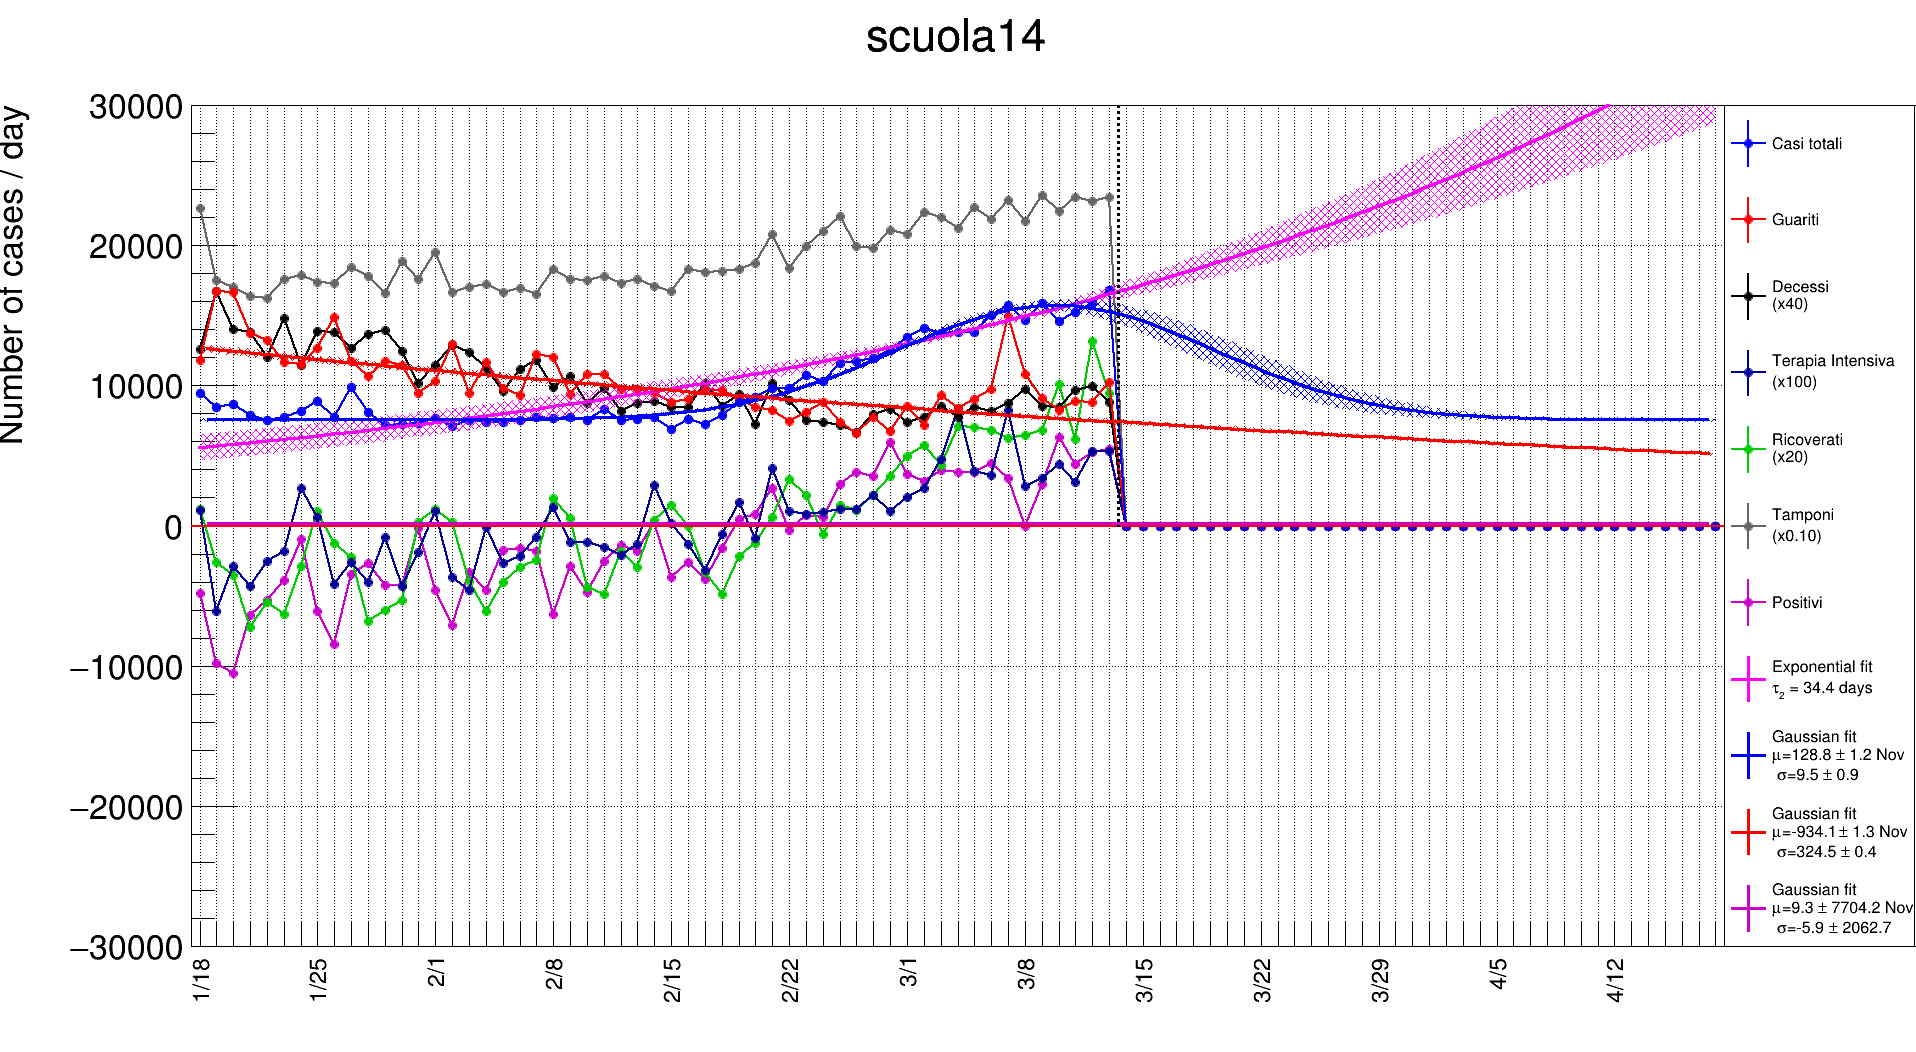 scuola14
Number of cases / day
30000
20000
10000
0
−10000
−20000
−30000
1/18
1/25
2/1
2/8
2/15
2/22
3/1
3/8
3/15
3/22
3/29
4/5
4/12
Casi totali
Guariti
Decessi
(x40)
Terapia Intensiva
(x100)
Ricoverati
(x20)
Tamponi
(x0.10)
Positivi
Exponential fit
τ2 = 34.4 days
Gaussian fit
μ=128.8 ± 1.2 Nov
σ=9.5 ± 0.9
Gaussian fit
μ=-934.1 ± 1.3 Nov
σ=324.5 ± 0.4
Gaussian fit
μ=9.3 ± 7704.2 Nov
σ=-5.9 ± 2062.7